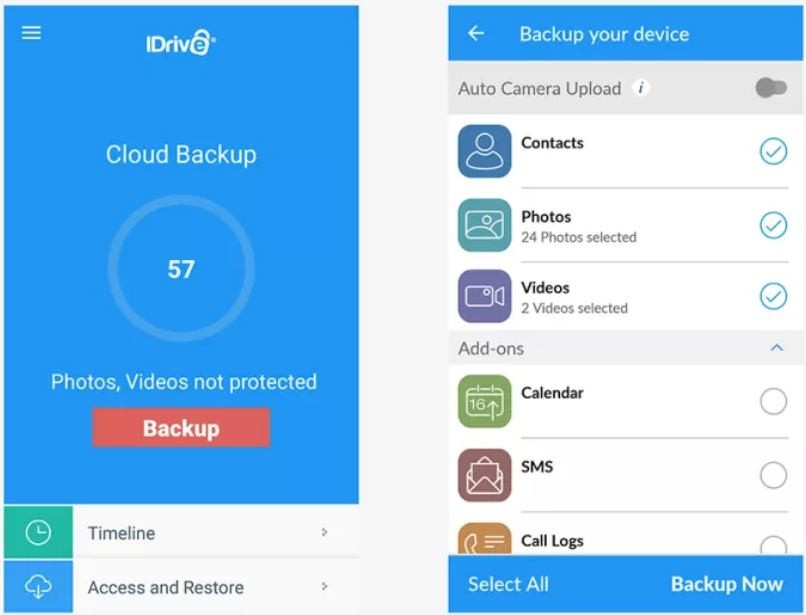 IDrive®
Cloud Backup
57
Photos, Videos not protected
Backup
Timeline
Access and Restore
Backup your device
Auto Camera Upload i
Contacts
Photos
24 Photos selected
Videos
2 Videos selected
Add-ons
16
Calendar
SMS
Call Logs
Select All
Backup Now